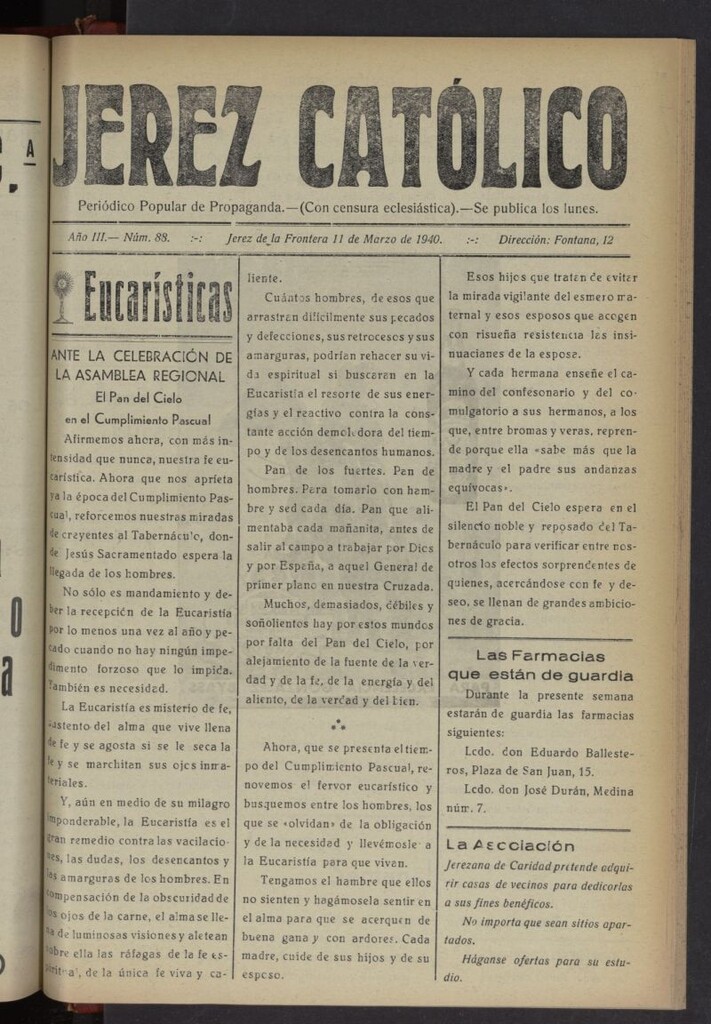 JEREZ CATÓLICO
Periódico Popular de Propaganda.—(Con censura eclesiástica).—Se publica los lunes.
Año III.— Núm. 88. :-: Jerez de la Frontera 11 de Marzo de 1940. :-: Dirección: Fontana, 12
Eucarísticas
ANTE LA CELEBRACIÓN DE
LA ASAMBLEA REGIONAL
El Pan del Cielo
en el Cumplimiento Pascual
Afirmemos ahora, con más in-
tensidad que nunca, nuestra fe eu-
carística. Ahora que nos aprieta
ya la época del Cumplimiento Pas-
cual, reforcemos nuestras miradas
de creyentes al Tabernáculo, don-
de Jesús Sacramentado espera la
llegada de los hombres.
No sólo es mandamiento y de-
ber la recepción de la Eucaristía
por lo menos una vez al año y pe-
cado cuando no hay ningún impe-
dimento forzoso que lo impida.
También es necesidad.
La Eucaristía es misterio de fe,
sustento del alma que vive llena
de fe y se agosta si se le seca la
fe y se marchitan sus ojos inma-
teriales.
Y, aún en medio de su milagro
imponderable, la Eucaristía es el
gran remedio contra las vacilacio-
nes, las dudas, los desencantos y
las amarguras de los hombres. En
compensación de la obscuridad de
los ojos de la carne, el alma se lle-
na de luminosas visiones y aletean
sobre ella las ráfagas de la fe es-
piritual, de la única fe viva y ca-
liente.
Cuántos hombres, de esos que
arrastran difícilmente sus pecados
y defecciones, sus retrocesos y sus
amarguras, podrían rehacer su vi-
da espiritual si buscaran en la
Eucaristía el resorte de sus ener-
gías y el reactivo contra la cons-
tante acción demoledora del tiem-
po y de los desencantos humanos.
Pan de los fuertes. Pan de
hombres. Para tomarlo con ham-
bre y sed cada día. Pan que ali-
mentaba cada mañanita, antes de
salir al campo a trabajar por Dios
y por España, a aquel General de
primer plano en nuestra Cruzada.
Muchos, demasiados, débiles y
soñolientos hay por estos mundos
por falta del Pan del Cielo, por
alejamiento de la fuente de la ver-
dad y de la fe, de la energía y del
aliento, de la verdad y del bien.
Ahora, que se presenta el tiem-
po del Cumplimiento Pascual, re-
novemos el fervor eucarístico y
busquemos entre los hombres, los
que se «olvidan» de la obligación
y de la necesidad y llevémosle a
la Eucaristía para que vivan.
Tengamos el hambre que ellos
no sienten y hagámosela sentir en
el alma para que se acerquen de
buena gana y con ardores. Cada
madre, cuide de sus hijos y de su
esposo.
Esos hijos que tratan de evitar
la mirada vigilante del esmero ma-
ternal y esos esposos que acogen
con risueña resistencia las insi-
nuaciones de la esposa.
Y cada hermana enseñe el ca-
mino del confesonario y del co-
mulgatorio a sus hermanos, a los
que, entre bromas y veras, repren-
de porque ella «sabe más que la
madre y el padre sus andanzas
equívocas».
El Pan del Cielo espera en el
silencio noble y reposado del Ta-
bernáculo para verificar entre nos-
otros los efectos sorprendentes de
quienes, acercándose con fe y de-
seo, se llenan de grandes ambicio-
nes de gracia.
Las Farmacias
que están de guardia
Durante la presente semana
estarán de guardia las farmacias
siguientes:
Lcdo. don Eduardo Balleste-
ros, Plaza de San Juan, 15.
Lcdo. don José Durán, Medina
núm. 7.
La Asociación
Jerezana de Caridad pretende adqui-
rir casas de vecinos para dedicarlas
a sus fines benéficos.
No importa que sean sitios apar-
tados.
Háganse ofertas para su estu-
dio.